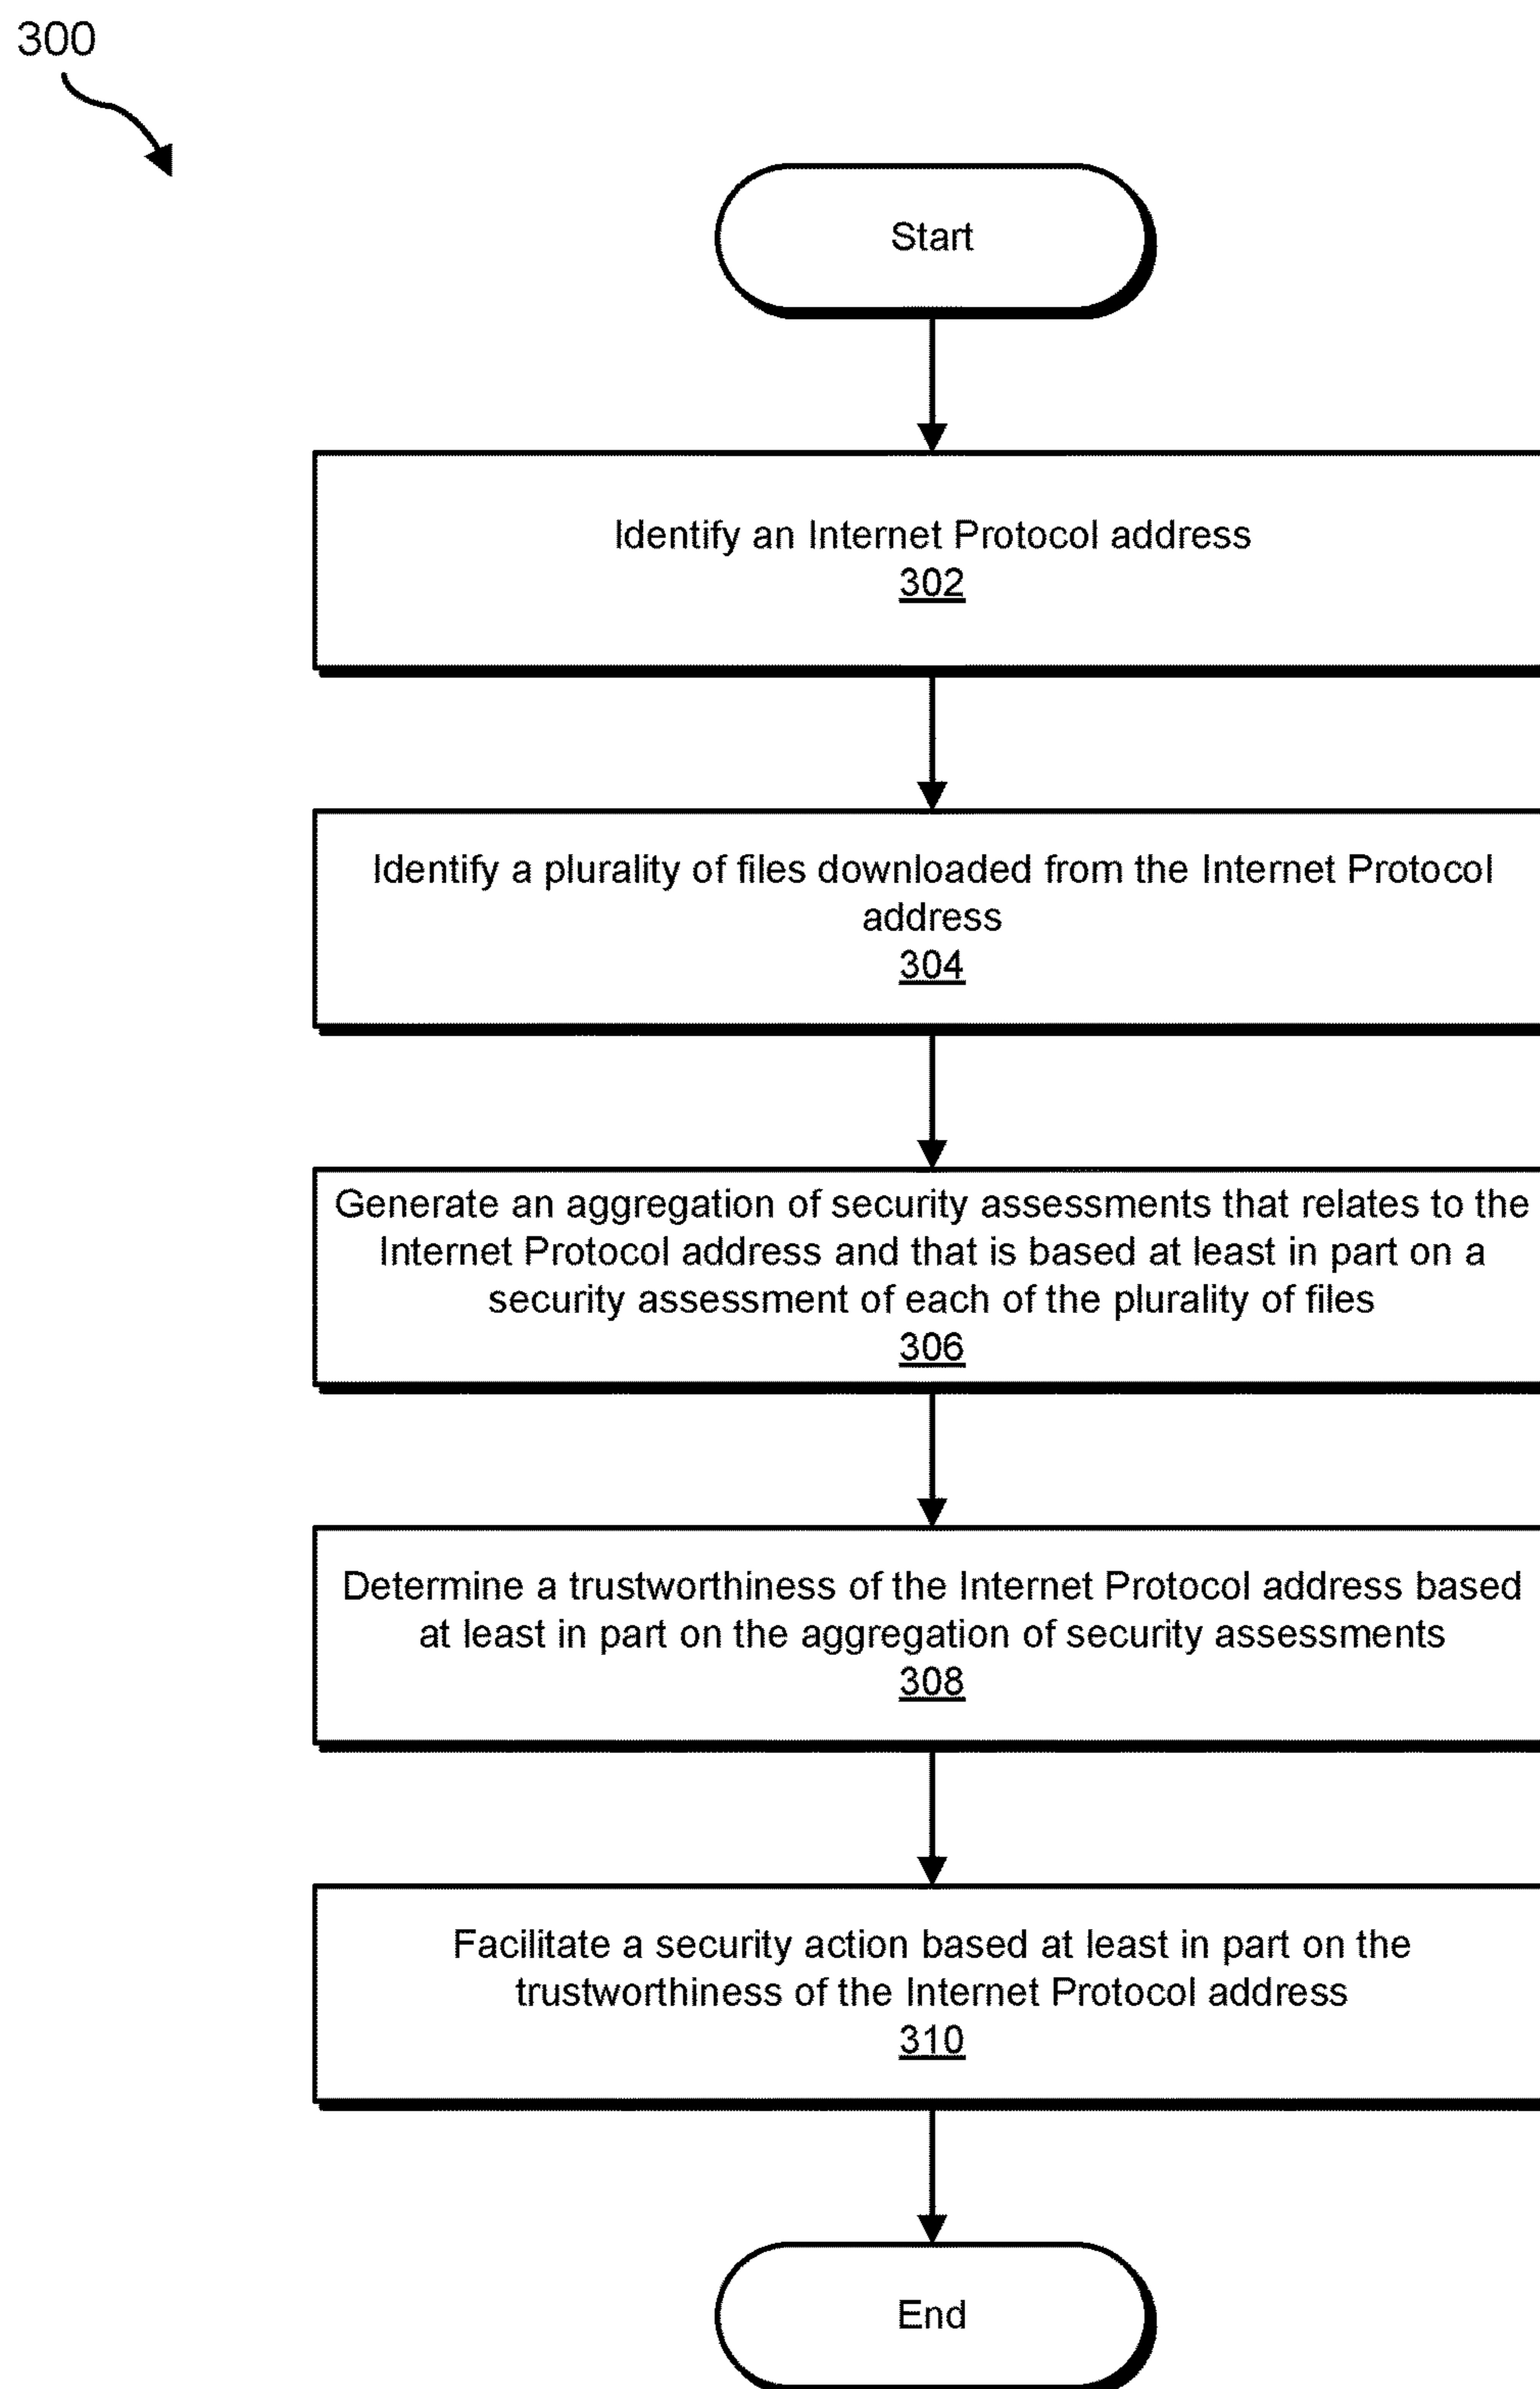 300
Start
Identify an Internet Protocol address
302
Identify a plurality of files downloaded from the Internet Protocol
address
304
Generate an aggregation of security assessments that relates to the
Internet Protocol address and that is based at least in part on a
security assessment of each of the plurality of files
306
Determine a trustworthiness of the Internet Protocol address based
at least in part on the aggregation of security assessments
308
Facilitate a security action based at least in part on the
trustworthiness of the Internet Protocol address
310
End